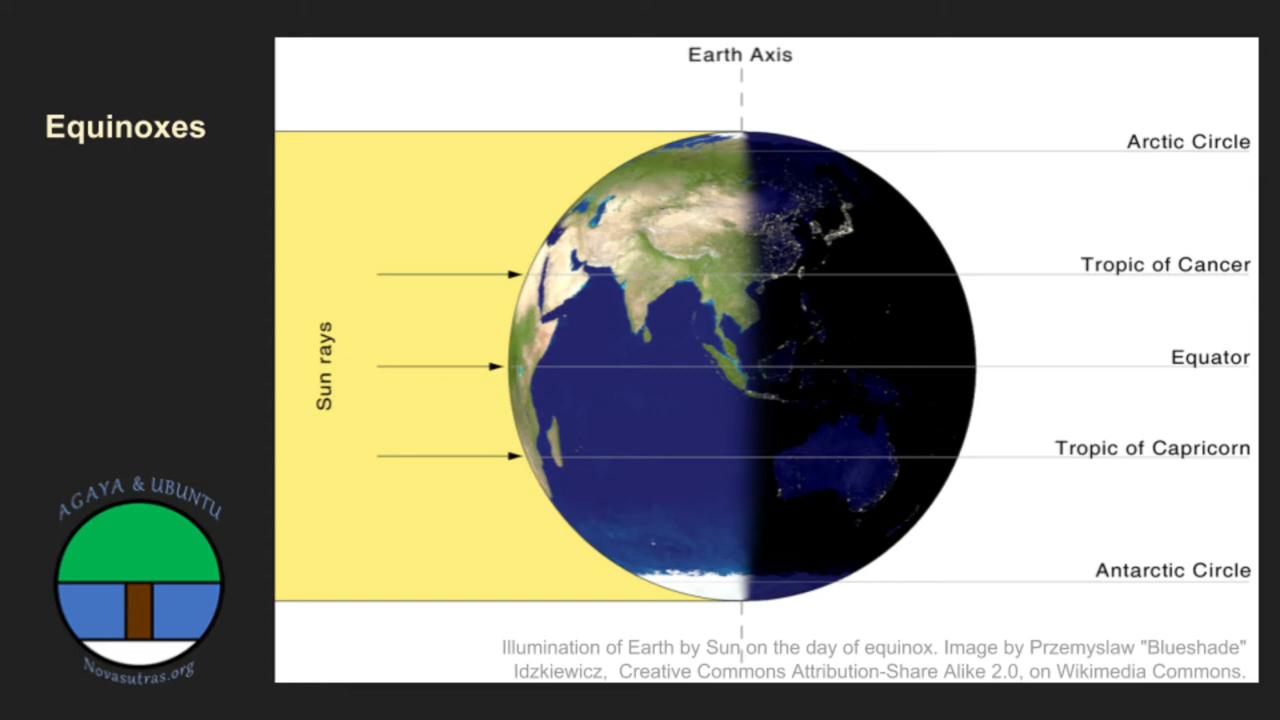 Equinoxes
Earth Axis
Arctic Circle
Tropic of Cancer
Sun rays
Equator
Tropic of Capricorn
Antarctic Circle
Illumination of Earth by Sun on the day of equinox. Image by Przemyslaw "Blueshade"
Idzkiewicz, Creative Commons Attribution-Share Alike 2.0, on Wikimedia Commons.
AGAYA & UBUNTU
Novasutras.org